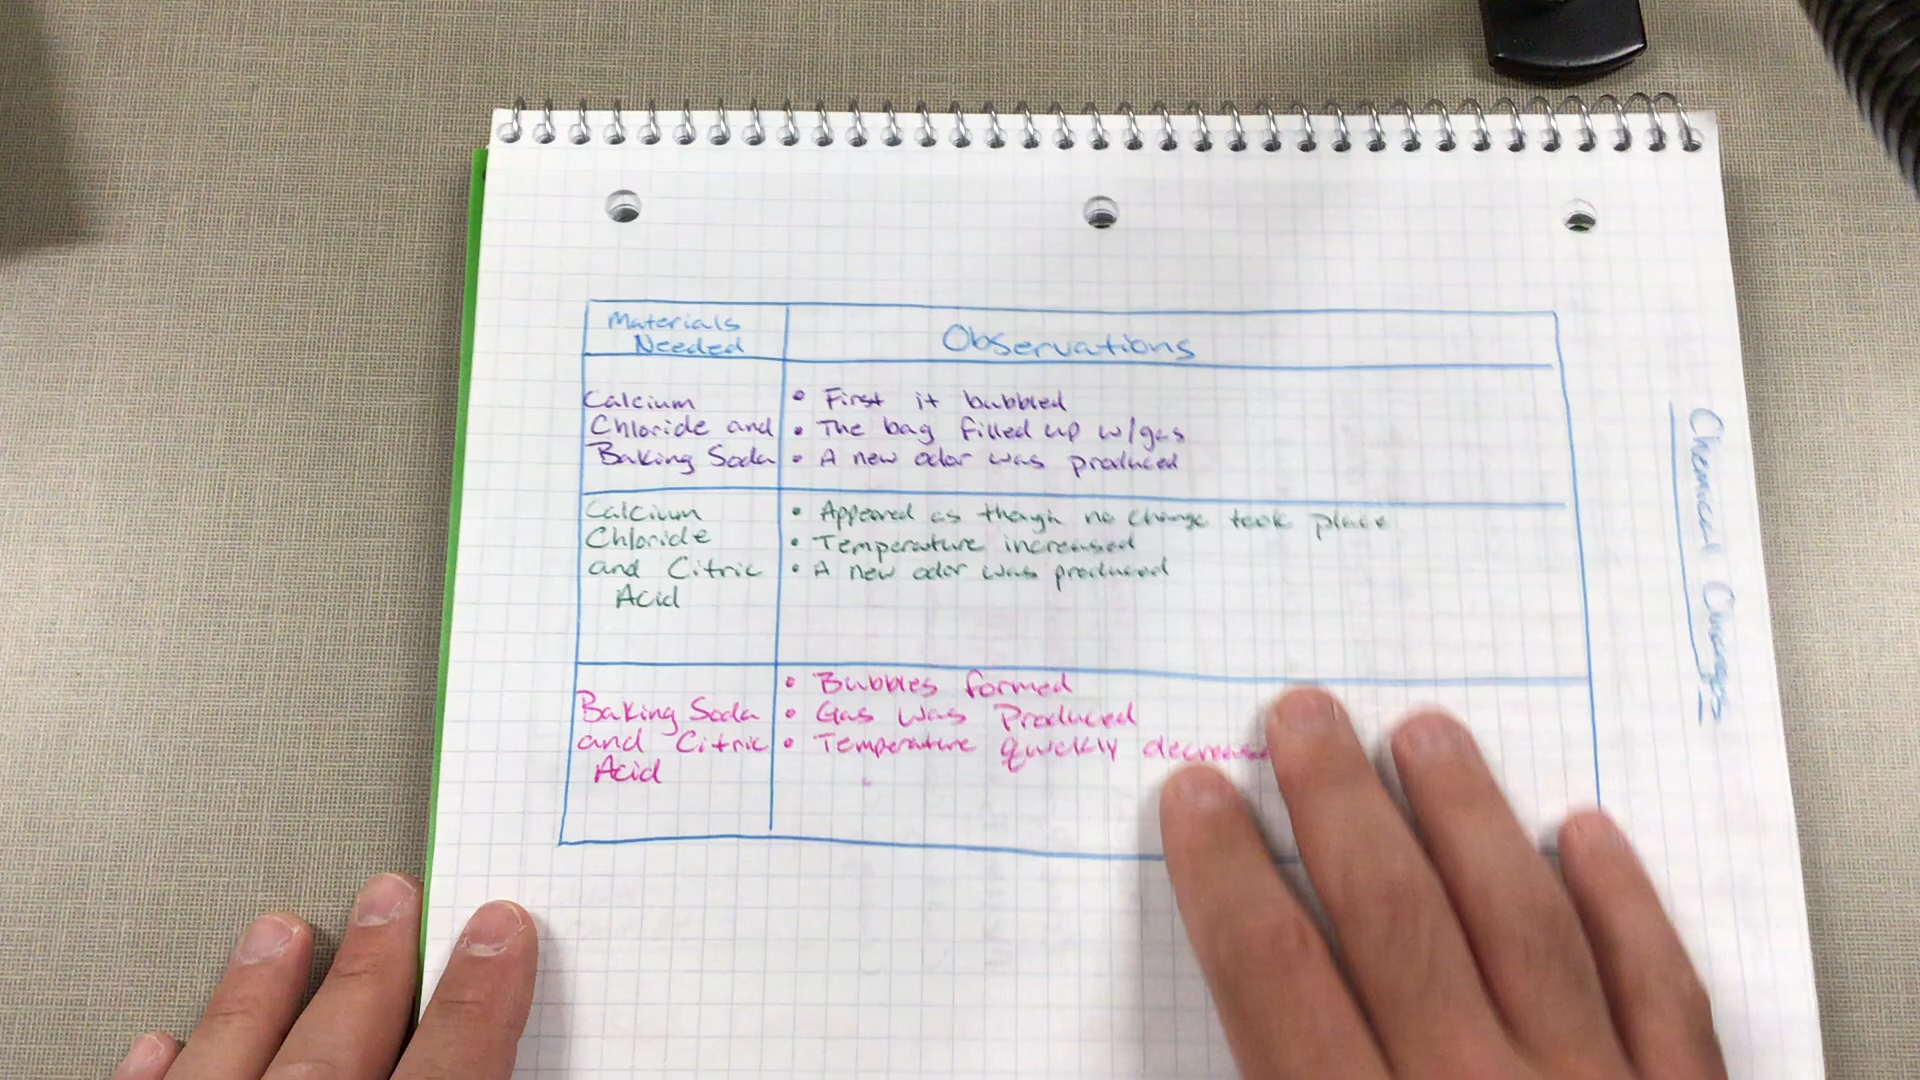 Chemical Changes
Materials
Needed
Observations
Calcium
Chloride and
Baking Soda
• First it bubbled
• The bag filled up w/gas
• A new odor was produced
Calcium
Chloride
and Citric
Acid
• Appeared as though no change took place
• Temperature increased
• A new odor was produced
Baking Soda
and Citric
Acid
• Bubbles formed
• Gas was Produced
• Temperature quickly decrease